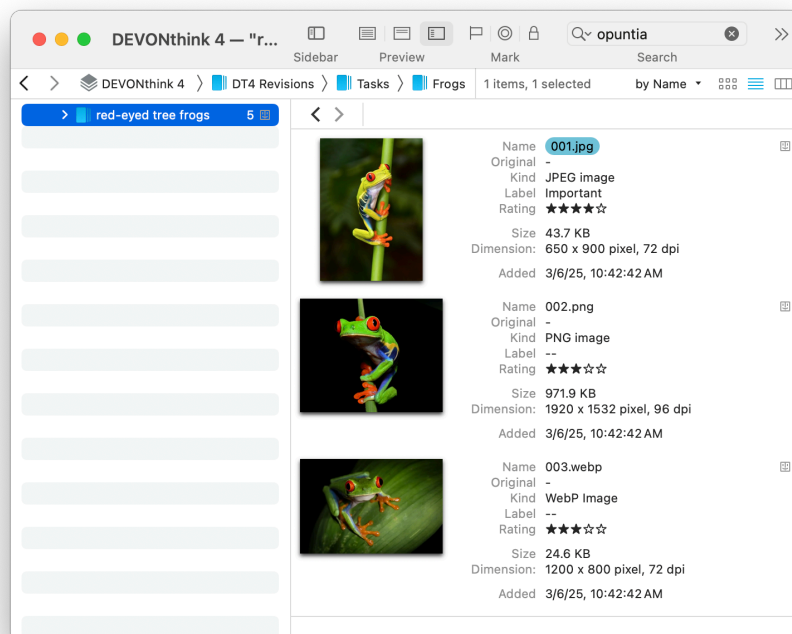 DEVONthink 4 — "r...
opuntia
Sidebar
Preview
Mark
Search
DEVONthink 4
DT4 Revisions
Tasks
Frogs
1 items, 1 selected
by Name
red-eyed tree frogs 5
Name 001.jpg
Original -
Kind JPEG image
Label Important
Rating ★★★★☆
Size 43.7 KB
Dimension: 650 x 900 pixel, 72 dpi
Added 3/6/25, 10:42:42 AM
Name 002.png
Original -
Kind PNG image
Label --
Rating ★★★☆☆
Size 971.9 KB
Dimension: 1920 x 1532 pixel, 96 dpi
Added 3/6/25, 10:42:42 AM
Name 003.webp
Original -
Kind WebP Image
Label --
Rating ★★★☆☆
Size 24.6 KB
Dimension: 1200 x 800 pixel, 72 dpi
Added 3/6/25, 10:42:42 AM